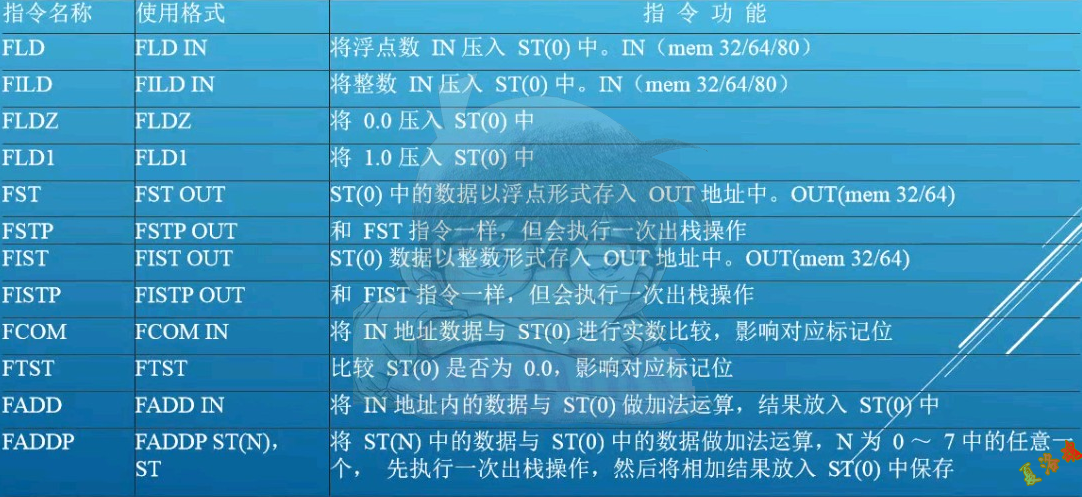 指令名称 使用格式 指 令 功 能
FLD FLD IN 将浮点数 IN 压入 ST(0) 中。IN（mem 32/64/80）
FILD FILD IN 将整数 IN 压入 ST(0) 中。IN（mem 32/64/80）
FLDZ FLDZ 将 0.0 压入 ST(0) 中
FLD1 FLD1 将 1.0 压入 ST(0) 中
FST FST OUT ST(0) 中的数据以浮点形式存入 OUT 地址中。OUT(mem 32/64)
FSTP FSTP OUT 和 FST 指令一样，但会执行一次出栈操作
FIST FIST OUT ST(0) 数据以整数形式存入 OUT 地址中。OUT(mem 32/64)
FISTP FISTP OUT 和 FIST 指令一样，但会执行一次出栈操作
FCOM FCOM IN 将 IN 地址数据与 ST(0) 进行实数比较，影响对应标记位
FTST FTST 比较 ST(0) 是否为 0.0，影响对应标记位
FADD FADD IN 将 IN 地址内的数据与 ST(0) 做加法运算，结果放入 ST(0) 中
FADDP FADDP ST(N), 将 ST(N) 中的数据与 ST(0) 中的数据做加法运算，N 为 0 ～ 7 中的任意一
ST 个， 先执行一次出栈操作，然后将相加结果放入 ST(0) 中保存
夏洛